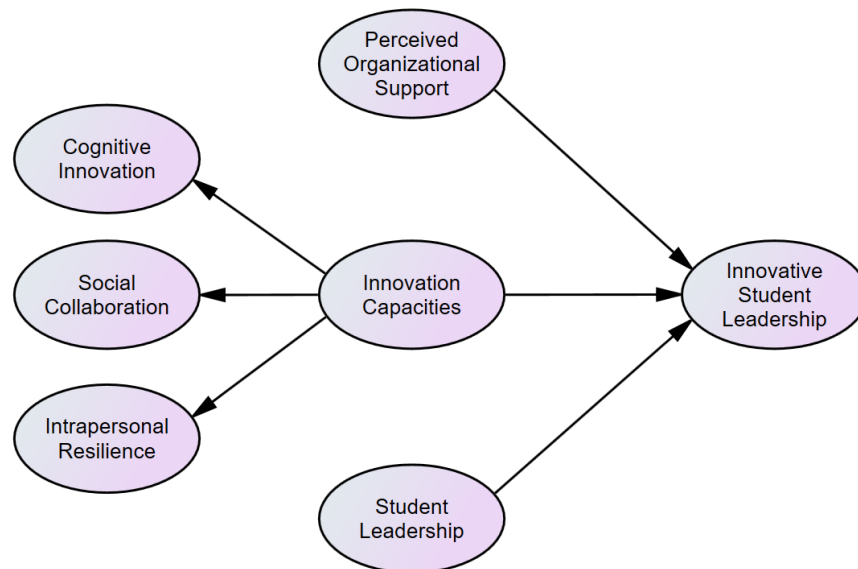 Perceived
Organizational
Support
Cognitive
Innovation
Social
Collaboration
Innovation
Capacities
Innovative
Student
Leadership
Intrapersonal
Resilience
Student
Leadership